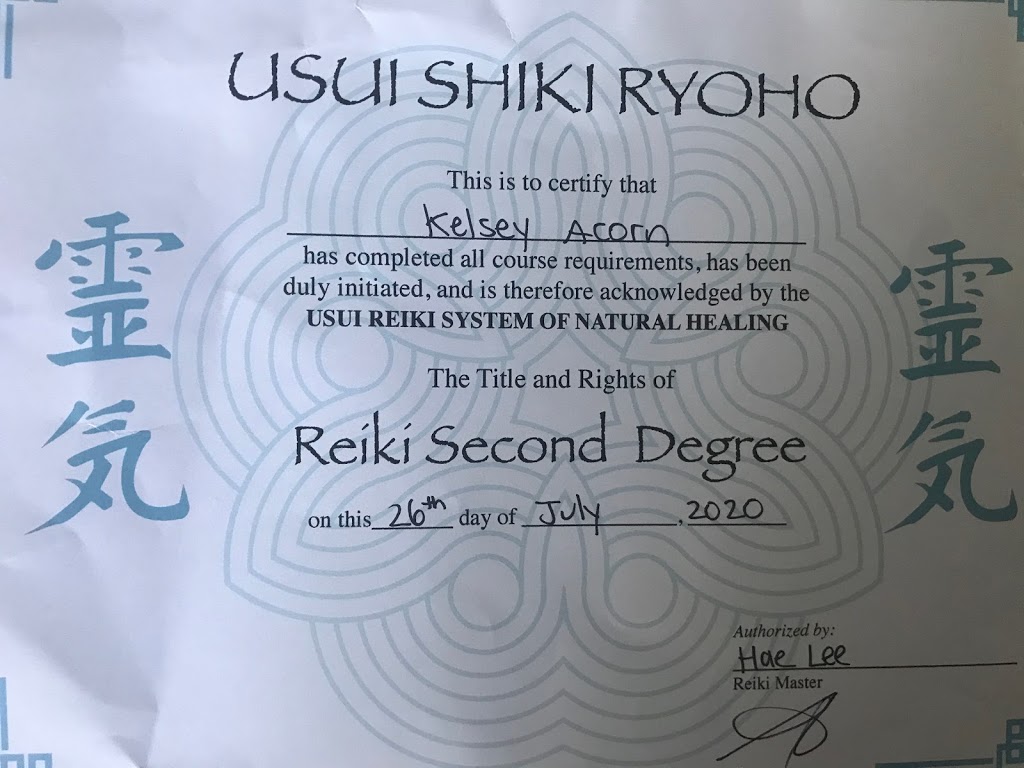 USUI SHIKI RYOHO
This is to certify that
Kelsey Acorn
has completed all course requirements, has been
duly initiated, and is therefore acknowledged by the
USUI REIKI SYSTEM OF NATURAL HEALING
The Title and Rights of
Reiki Second Degree
on this 26th day of July, 2020
靈気
靈気
Authorized by:
Hae Lee
Reiki Master